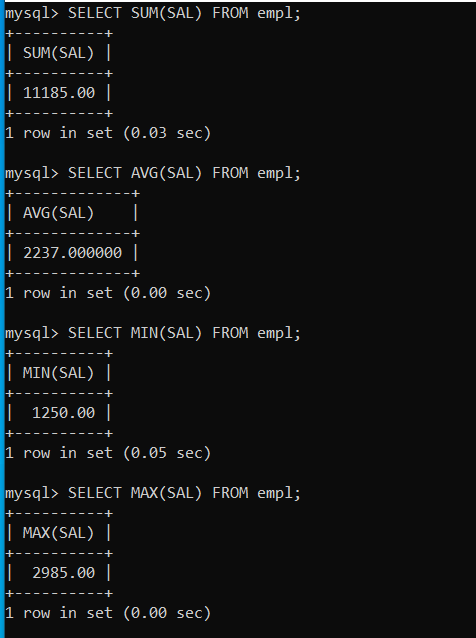 mysql> SELECT SUM(SAL) FROM empl;
+----------+
| SUM(SAL) |
+----------+
| 11185.00 |
+----------+
1 row in set (0.03 sec)

mysql> SELECT AVG(SAL) FROM empl;
+-------------+
| AVG(SAL)    |
+-------------+
| 2237.000000 |
+-------------+
1 row in set (0.00 sec)

mysql> SELECT MIN(SAL) FROM empl;
+----------+
| MIN(SAL) |
+----------+
|  1250.00 |
+----------+
1 row in set (0.05 sec)

mysql> SELECT MAX(SAL) FROM empl;
+----------+
| MAX(SAL) |
+----------+
|  2985.00 |
+----------+
1 row in set (0.00 sec)